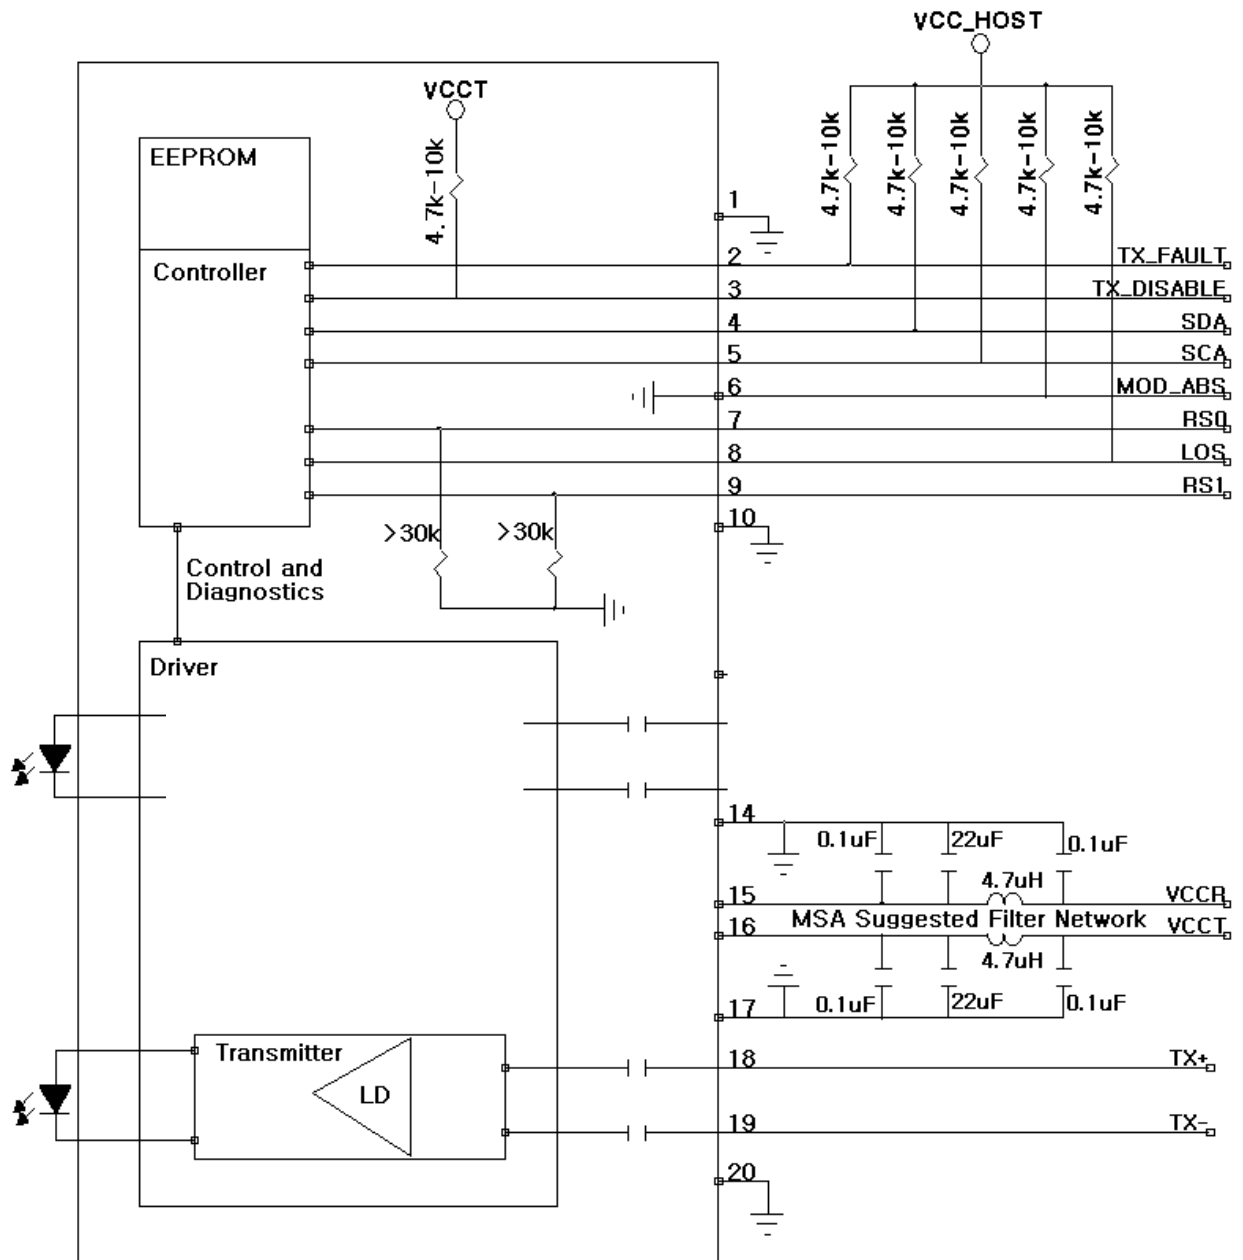 VCC_HOST
VCCT
EEPROM
4.7k-10k
4.7k-10k
4.7k-10k
4.7k-10k
4.7k-10k
4.7k-10k
1
Controller
2 TX_FAULT
3 TX_DISABLE
4 SDA
5 SCA
6 MOD_ABS
7 RS0
8 LOS
9 RS1
10
>30k >30k
Control and
Diagnostics
Driver
14
0.1uF 22uF 0.1uF
4.7uH
15 VCCR
MSA Suggested Filter Network
16 VCCT
4.7uH
17
0.1uF 22uF 0.1uF
Transmitter
18 TX+
LD
19 TX-
20